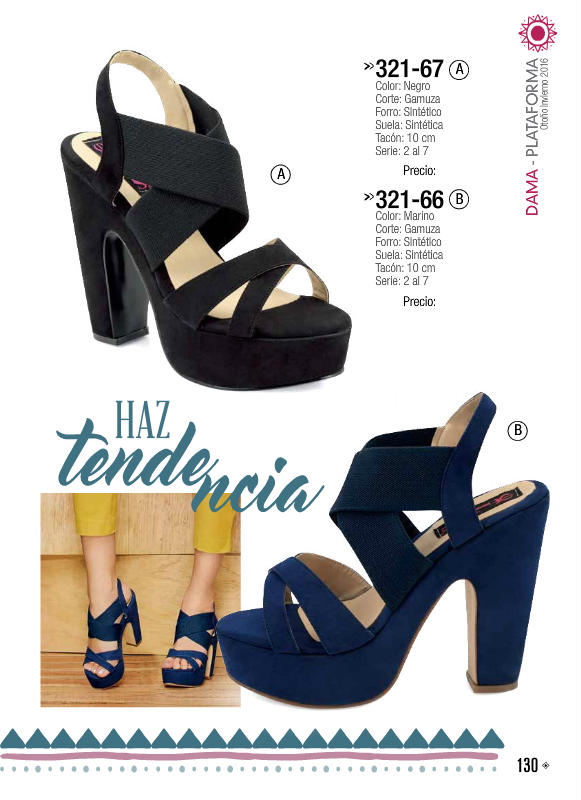 321-67 A
Color: Negro
Corte: Gamuza
Forro: Sintético
Suela: Sintética
Tacón: 10 cm
Serie: 2 al 7
Precio:
321-66 B
Color: Marino
Corte: Gamuza
Forro: Sintético
Suela: Sintética
Tacón: 10 cm
Serie: 2 al 7
Precio:
DAMA - PLATAFORMA
Otoño Invierno 2016
A
HAZ
tendencia
B
130